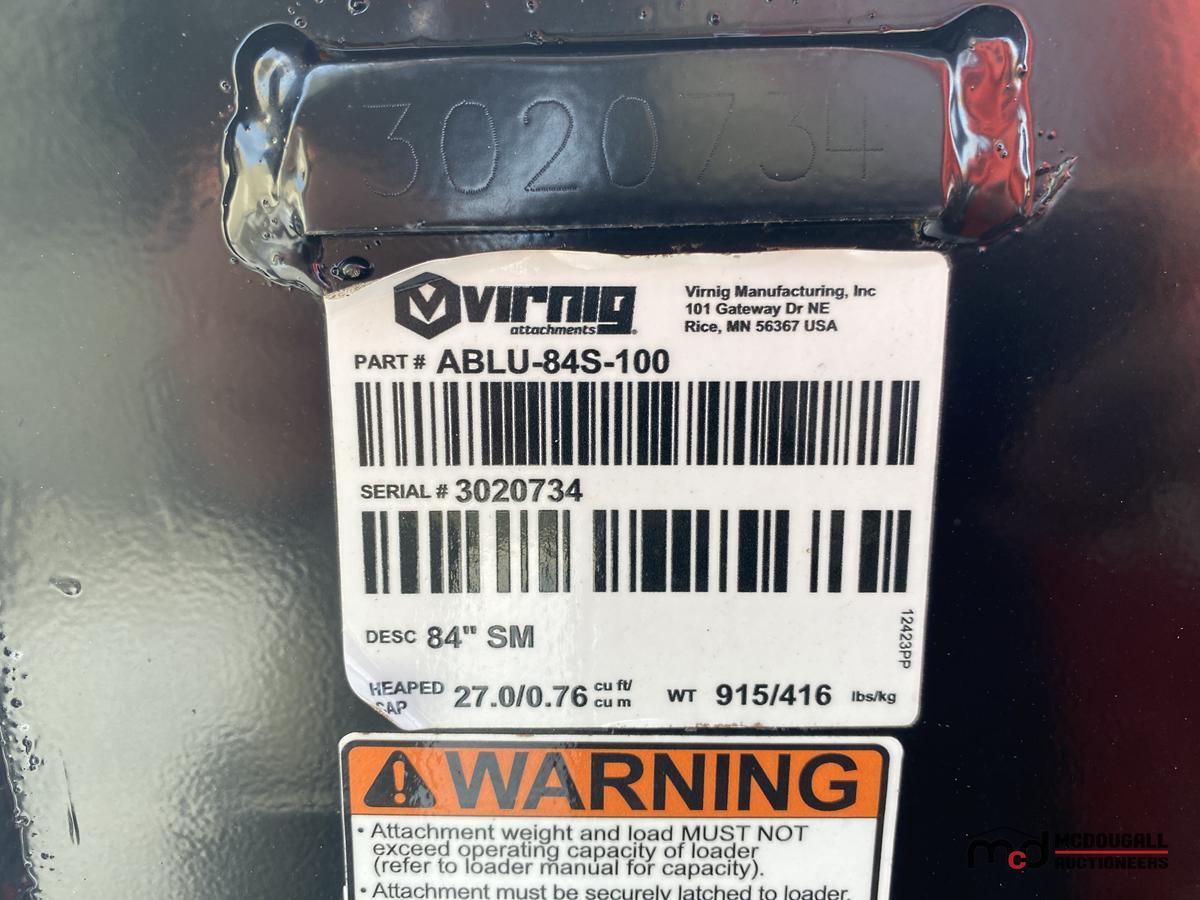 3020734
Virnig
attachments
Virnig Manufacturing, Inc
101 Gateway Dr NE
Rice, MN 56367 USA
PART # ABLU-84S-100
SERIAL # 3020734
DESC 84" SM
12423PP
HEAPED CAP 27.0/0.76 cu ft/ cu m WT 915/416 lbs/kg
WARNING
• Attachment weight and load MUST NOT
exceed operating capacity of loader
(refer to loader manual for capacity).
• Attachment must be securely latched to loader.
mcd MCDOUGALL
AUCTIONEERS